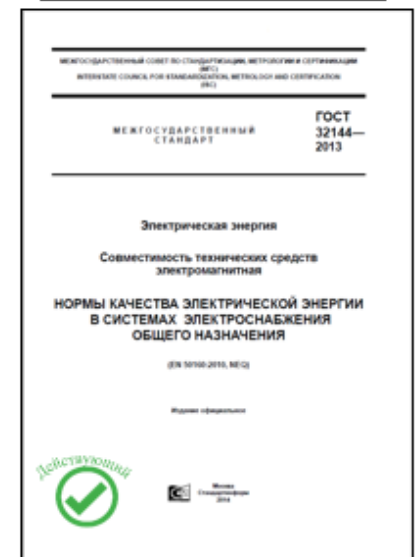 МЕЖГОСУДАРСТВЕННЫЙ СОВЕТ ПО СТАНДАРТИЗАЦИИ, МЕТРОЛОГИИ И СЕРТИФИКАЦИИ
(МГС)
INTERSTATE COUNCIL FOR STANDARDIZATION, METROLOGY AND CERTIFICATION
(ISC)
МЕЖГОСУДАРСТВЕННЫЙ
СТАНДАРТ
ГОСТ
32144—
2013
Электрическая энергия
Совместимость технических средств
электромагнитная
НОРМЫ КАЧЕСТВА ЭЛЕКТРИЧЕСКОЙ ЭНЕРГИИ
В СИСТЕМАХ ЭЛЕКТРОСНАБЖЕНИЯ
ОБЩЕГО НАЗНАЧЕНИЯ
(EN 50160:2010, NEQ)
Издание официальное
Действующий
Москва
Стандартинформ
2014